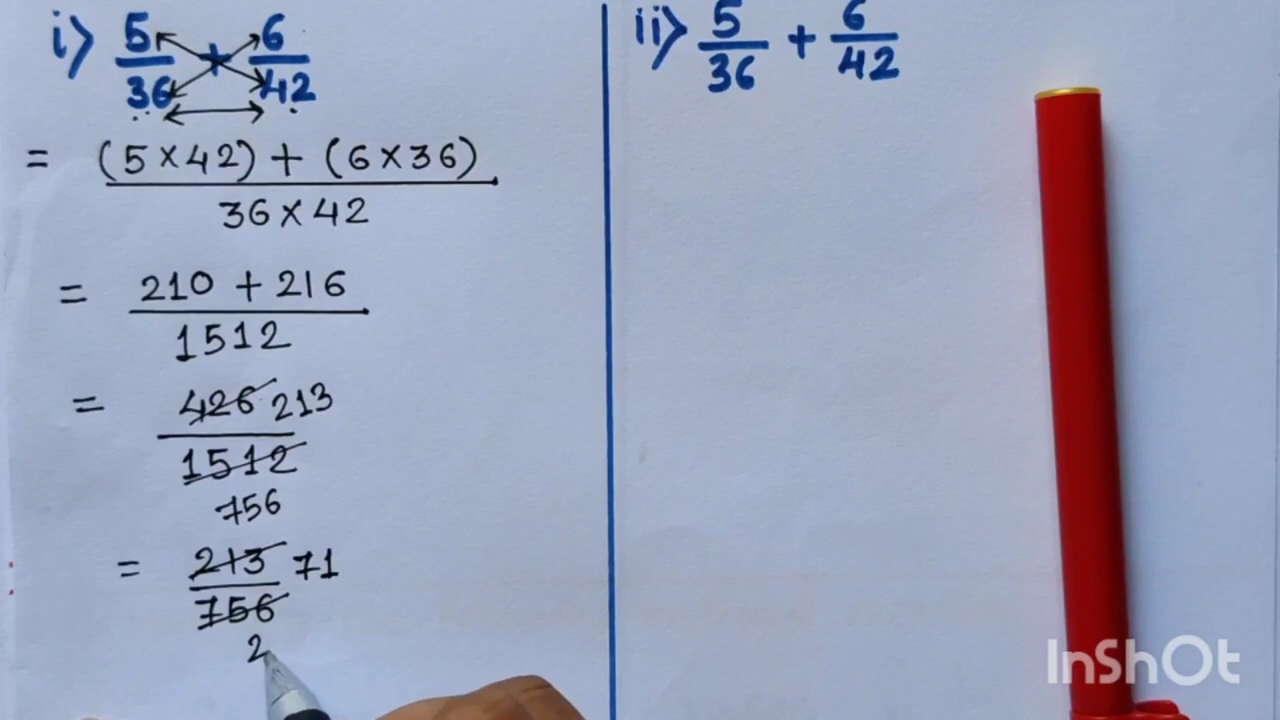 i> 5/36 + 6/42
= (5 × 42) + (6 × 36)
36 × 42
= 210 + 216
1512
= 426 213
1512
756
= 213 71
756
2
ii> 5/36 + 6/42
InShOt